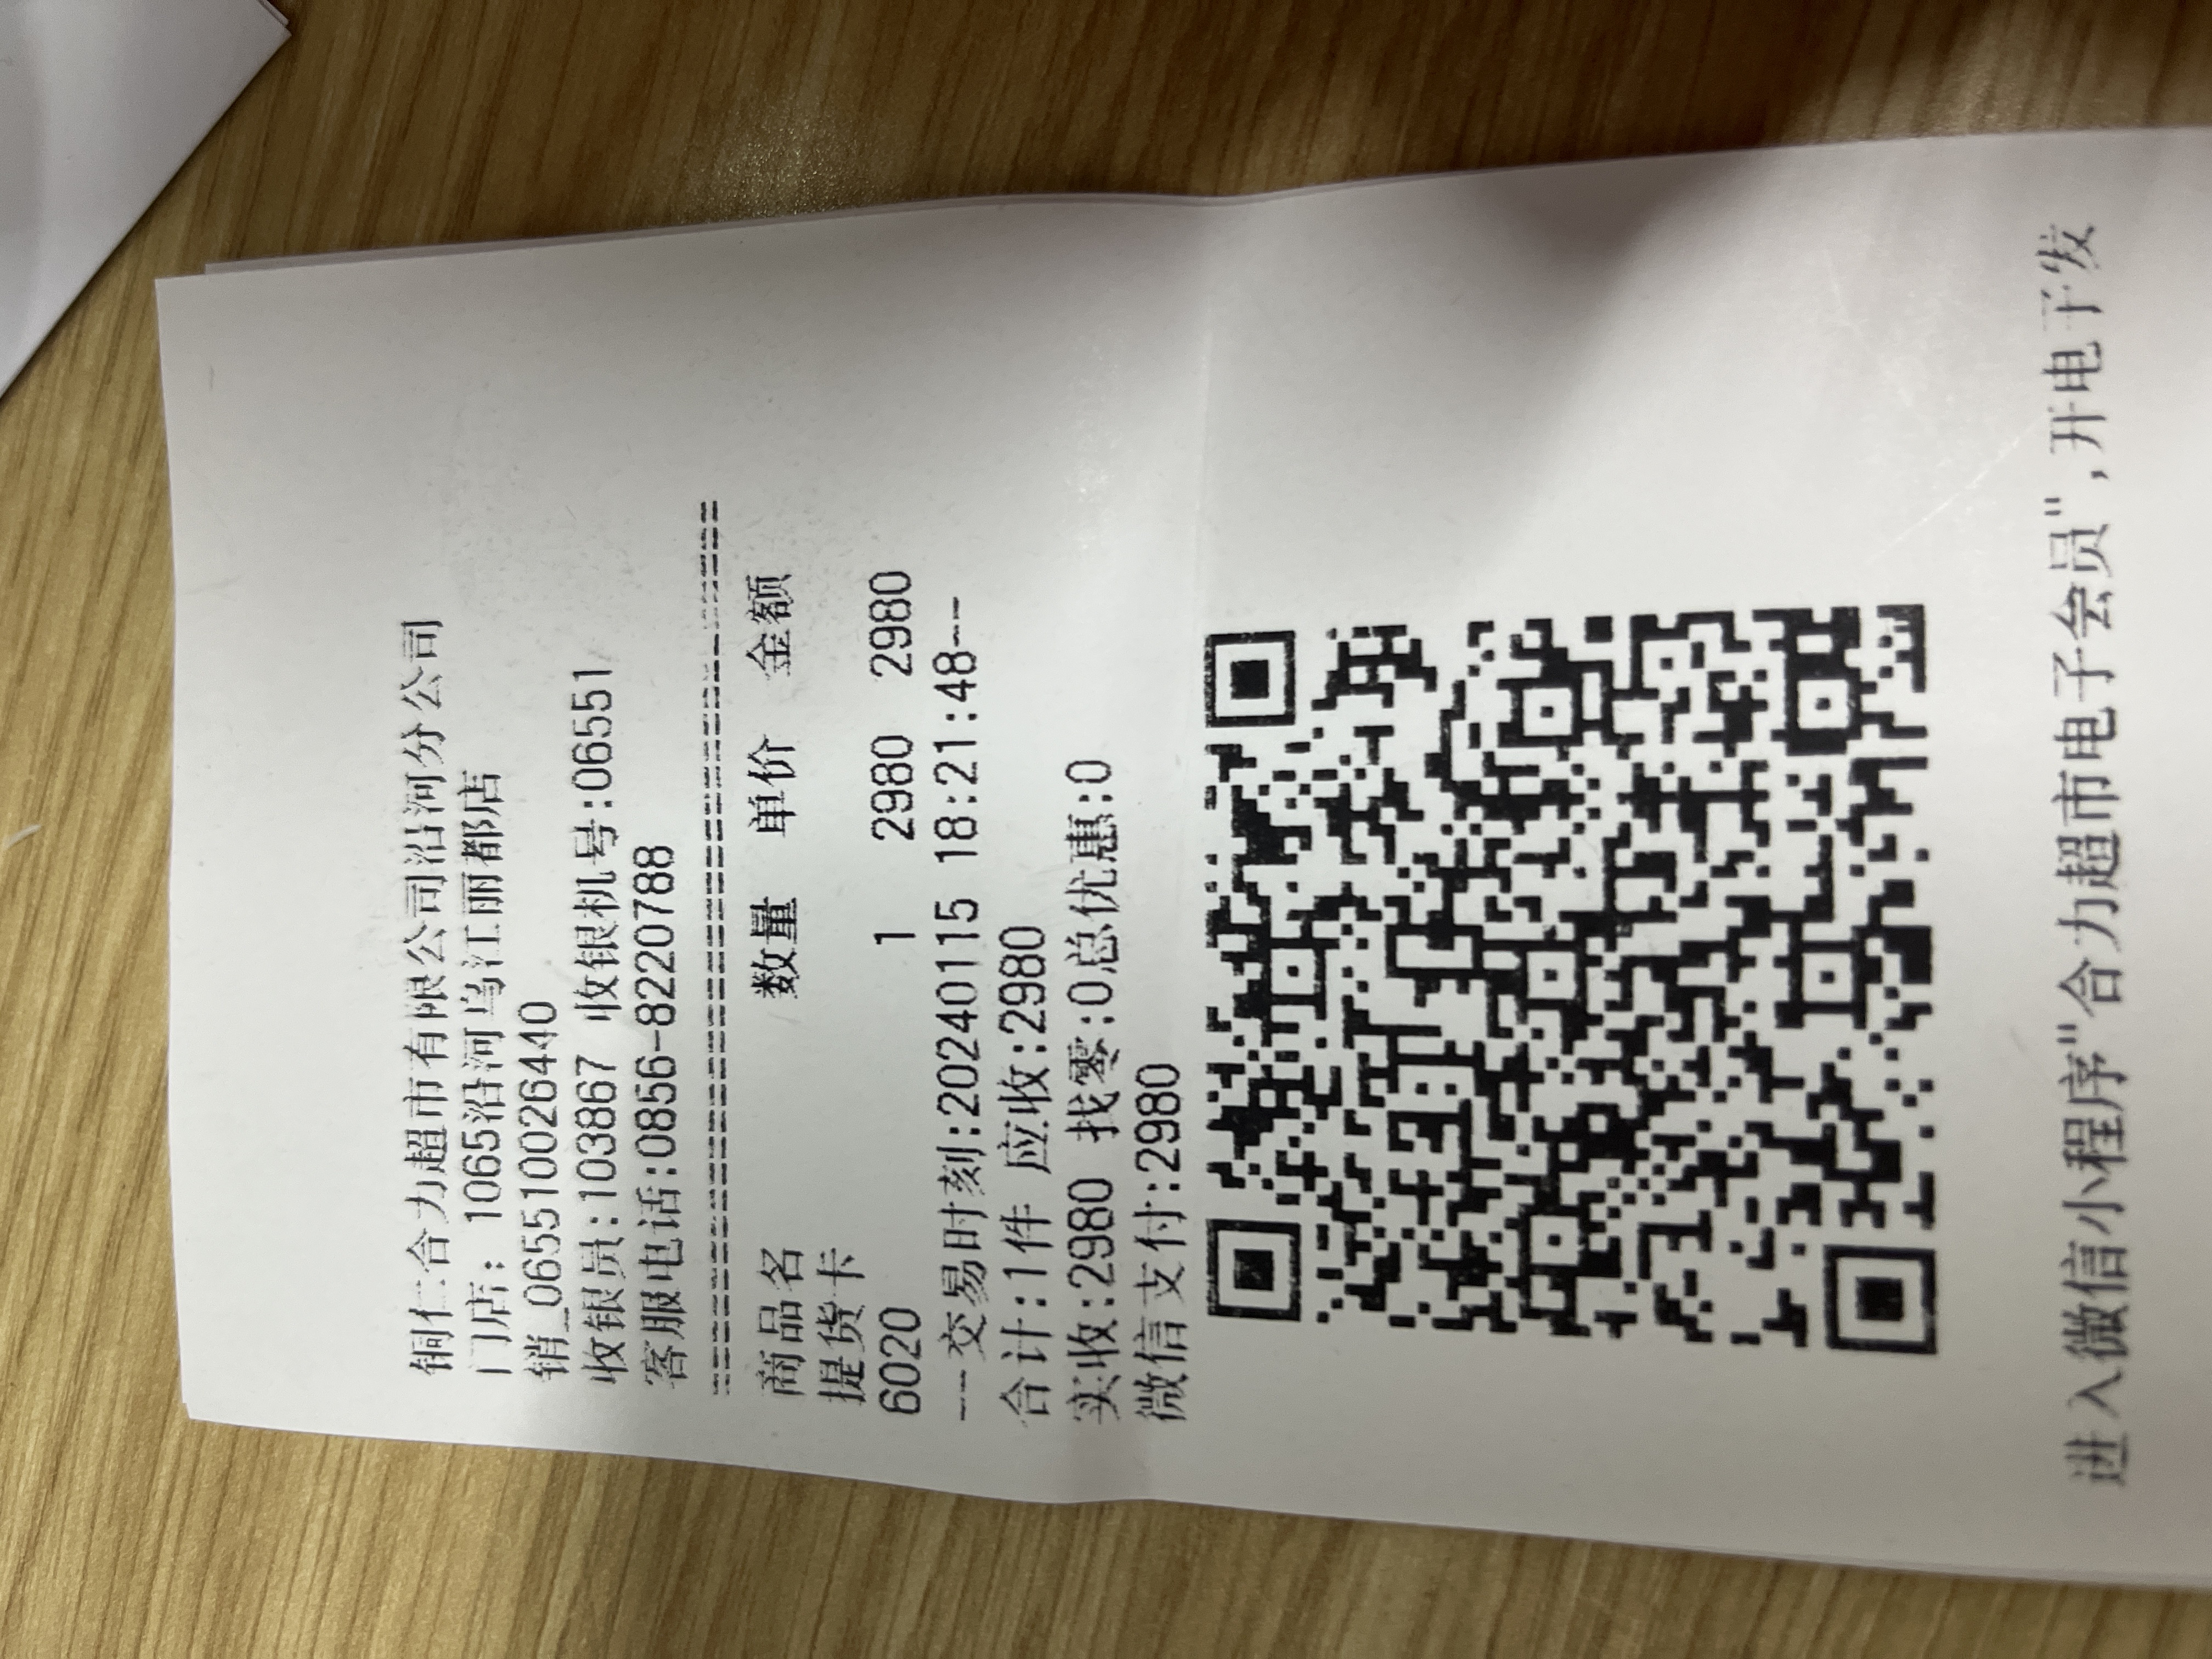 铜仁合力超市有限公司沿河分公司
门店：1065沿河乌江丽都店
销_065510026440
收银员:103867 收银机号:06551
客服电话:0856-8220788
========================================
商品名 数量 单价 金额
提货卡
6020 1 2980 2980
--交易时刻:20240115 18:21:48--
合计:1件 应收:2980
实收:2980 找零:0总优惠:0
微信支付:2980
进入微信小程序"合力超市电子会员",开电子发